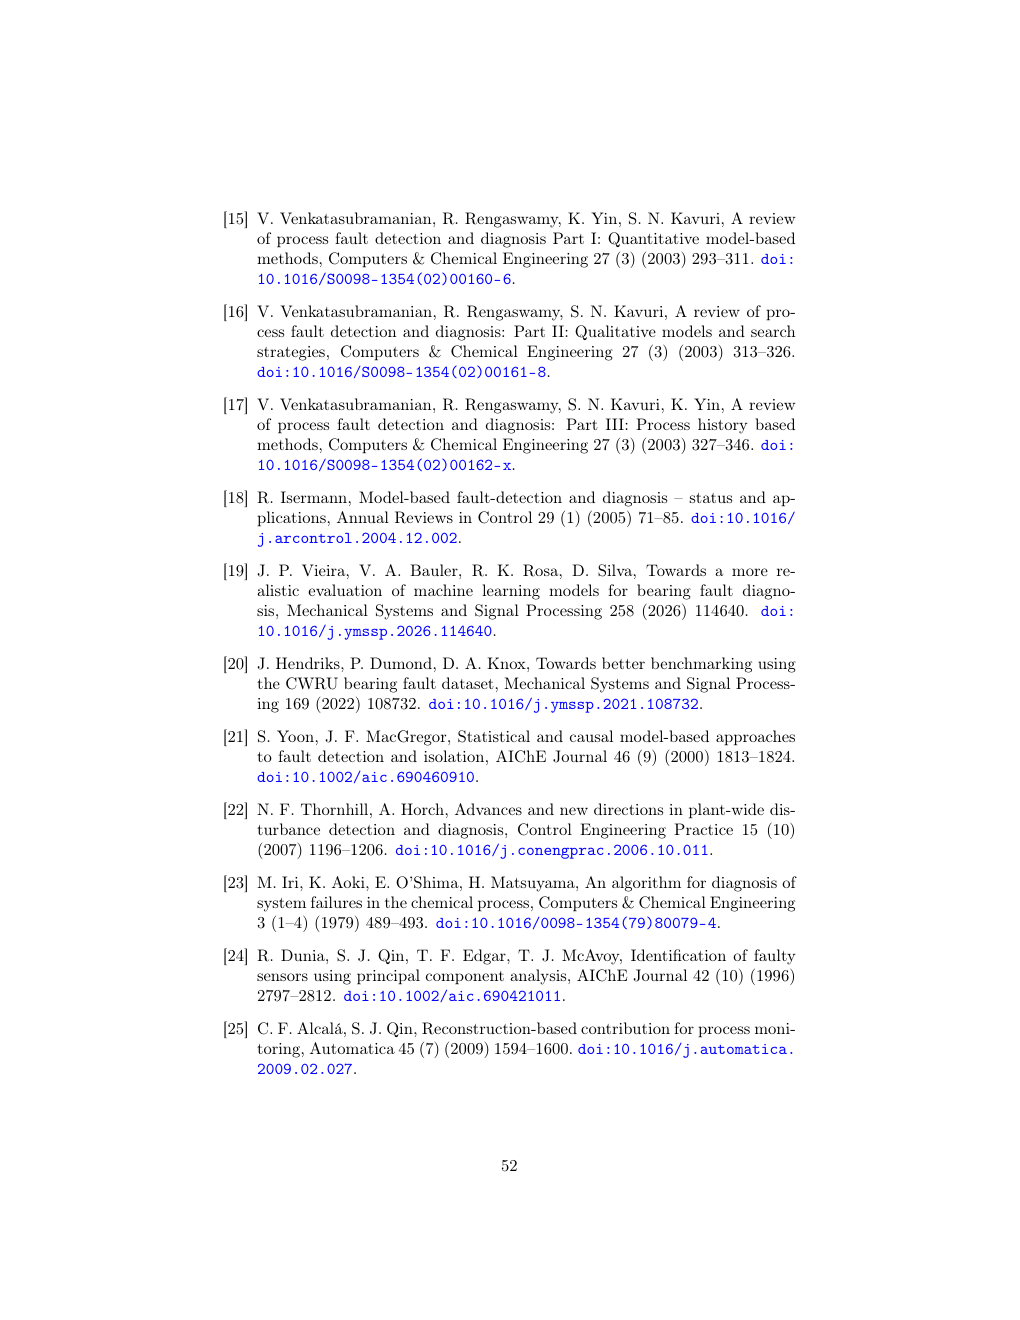 [15] V. Venkatasubramanian, R. Rengaswamy, K. Yin, S. N. Kavuri, A review
of process fault detection and diagnosis Part I: Quantitative model-based
methods, Computers & Chemical Engineering 27 (3) (2003) 293–311. doi:
10.1016/S0098-1354(02)00160-6.
[16] V. Venkatasubramanian, R. Rengaswamy, S. N. Kavuri, A review of pro-
cess fault detection and diagnosis: Part II: Qualitative models and search
strategies, Computers & Chemical Engineering 27 (3) (2003) 313–326.
doi:10.1016/S0098-1354(02)00161-8.
[17] V. Venkatasubramanian, R. Rengaswamy, S. N. Kavuri, K. Yin, A review
of process fault detection and diagnosis: Part III: Process history based
methods, Computers & Chemical Engineering 27 (3) (2003) 327–346. doi:
10.1016/S0098-1354(02)00162-x.
[18] R. Isermann, Model-based fault-detection and diagnosis – status and ap-
plications, Annual Reviews in Control 29 (1) (2005) 71–85. doi:10.1016/
j.arcontrol.2004.12.002.
[19] J. P. Vieira, V. A. Bauler, R. K. Rosa, D. Silva, Towards a more re-
alistic evaluation of machine learning models for bearing fault diagno-
sis, Mechanical Systems and Signal Processing 258 (2026) 114640. doi:
10.1016/j.ymssp.2026.114640.
[20] J. Hendriks, P. Dumond, D. A. Knox, Towards better benchmarking using
the CWRU bearing fault dataset, Mechanical Systems and Signal Process-
ing 169 (2022) 108732. doi:10.1016/j.ymssp.2021.108732.
[21] S. Yoon, J. F. MacGregor, Statistical and causal model-based approaches
to fault detection and isolation, AIChE Journal 46 (9) (2000) 1813–1824.
doi:10.1002/aic.690460910.
[22] N. F. Thornhill, A. Horch, Advances and new directions in plant-wide dis-
turbance detection and diagnosis, Control Engineering Practice 15 (10)
(2007) 1196–1206. doi:10.1016/j.conengprac.2006.10.011.
[23] M. Iri, K. Aoki, E. O'Shima, H. Matsuyama, An algorithm for diagnosis of
system failures in the chemical process, Computers & Chemical Engineering
3 (1–4) (1979) 489–493. doi:10.1016/0098-1354(79)80079-4.
[24] R. Dunia, S. J. Qin, T. F. Edgar, T. J. McAvoy, Identification of faulty
sensors using principal component analysis, AIChE Journal 42 (10) (1996)
2797–2812. doi:10.1002/aic.690421011.
[25] C. F. Alcalá, S. J. Qin, Reconstruction-based contribution for process moni-
toring, Automatica 45 (7) (2009) 1594–1600. doi:10.1016/j.automatica.
2009.02.027.
52